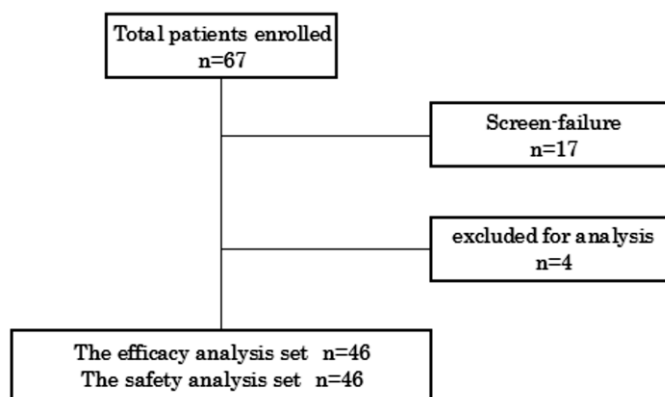 Total patients enrolled
n=67
Screen-failure
n=17
excluded for analysis
n=4
The efficacy analysis set n=46
The safety analysis set n=46